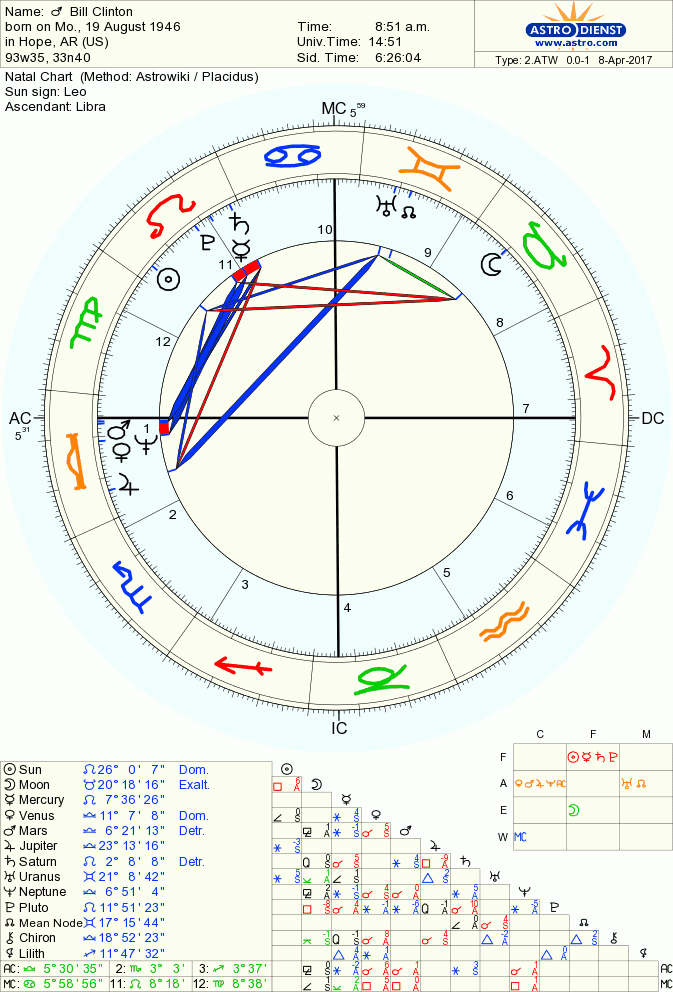 Name: ♂ Bill Clinton
born on Mo., 19 August 1946
in Hope, AR (US)
93w35, 33n40
Time: 8:51 a.m.
Univ.Time: 14:51
Sid. Time: 6:26:04
ASTRO DIENST
www.astro.com
Type: 2.ATW 0.0-1 8-Apr-2017
Natal Chart (Method: Astrowiki / Placidus)
Sun sign: Leo
Ascendant: Libra
MC 5 59
10
9
11
8
12
AC 5 31
1
7
DC
2
6
3
5
4
IC
C F M
F ☉ ☿ ♄ ♇
A ♀ ♂ ♃ ♆ AC ♅ ☊
E ☽
W MC
☉ Sun ♌ 26° 0' 7" Dom.
☽ Moon ♉ 20° 18' 16" Exalt.
☿ Mercury ♌ 7° 36' 26"
♀ Venus ♎ 11° 7' 8" Dom.
♂ Mars ♎ 6° 21' 13" Detr.
♃ Jupiter ♎ 23° 13' 16"
♄ Saturn ♌ 2° 8' 8" Detr.
♅ Uranus ♊ 21° 8' 42"
♆ Neptune ♎ 6° 51' 4"
♇ Pluto ♌ 11° 51' 23"
☊ Mean Node ♊ 17° 15' 44"
⚷ Chiron ♎ 18° 52' 23"
⚸ Lilith ♐ 11° 47' 32"
AC: ♎ 5° 30' 35" 2: ♏ 3° 3' 3: ♐ 3° 37'
MC: ♋ 5° 58' 56" 11: ♌ 8° 18' 12: ♍ 8° 38'